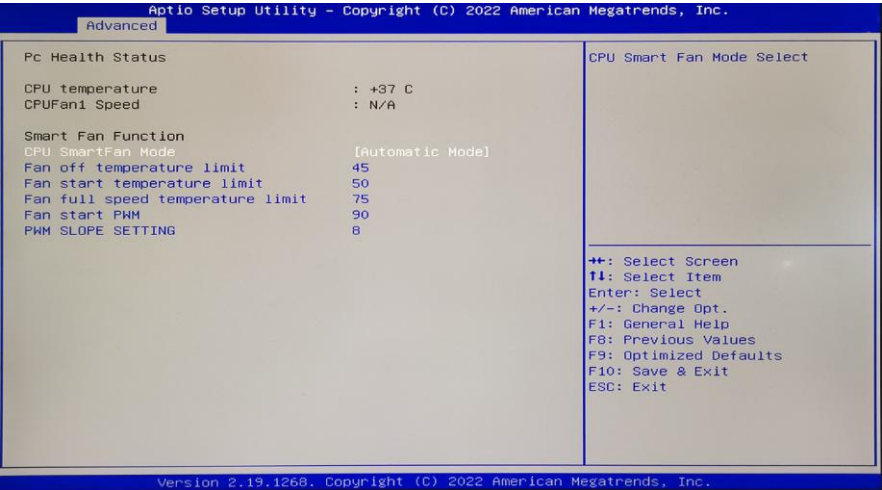 Aptio Setup Utility – Copyright (C) 2022 American Megatrends, Inc.
Advanced
Pc Health Status
CPU temperature : +37 C
CPUFan1 Speed : N/A
Smart Fan Function
CPU SmartFan Mode [Automatic Mode]
Fan off temperature limit 45
Fan start temperature limit 50
Fan full speed temperature limit 75
Fan start PWM 90
PWM SLOPE SETTING 8
CPU Smart Fan Mode Select
→←: Select Screen
↑↓: Select Item
Enter: Select
+/-: Change Opt.
F1: General Help
F8: Previous Values
F9: Optimized Defaults
F10: Save & Exit
ESC: Exit
Version 2.19.1268. Copyright (C) 2022 American Megatrends, Inc.